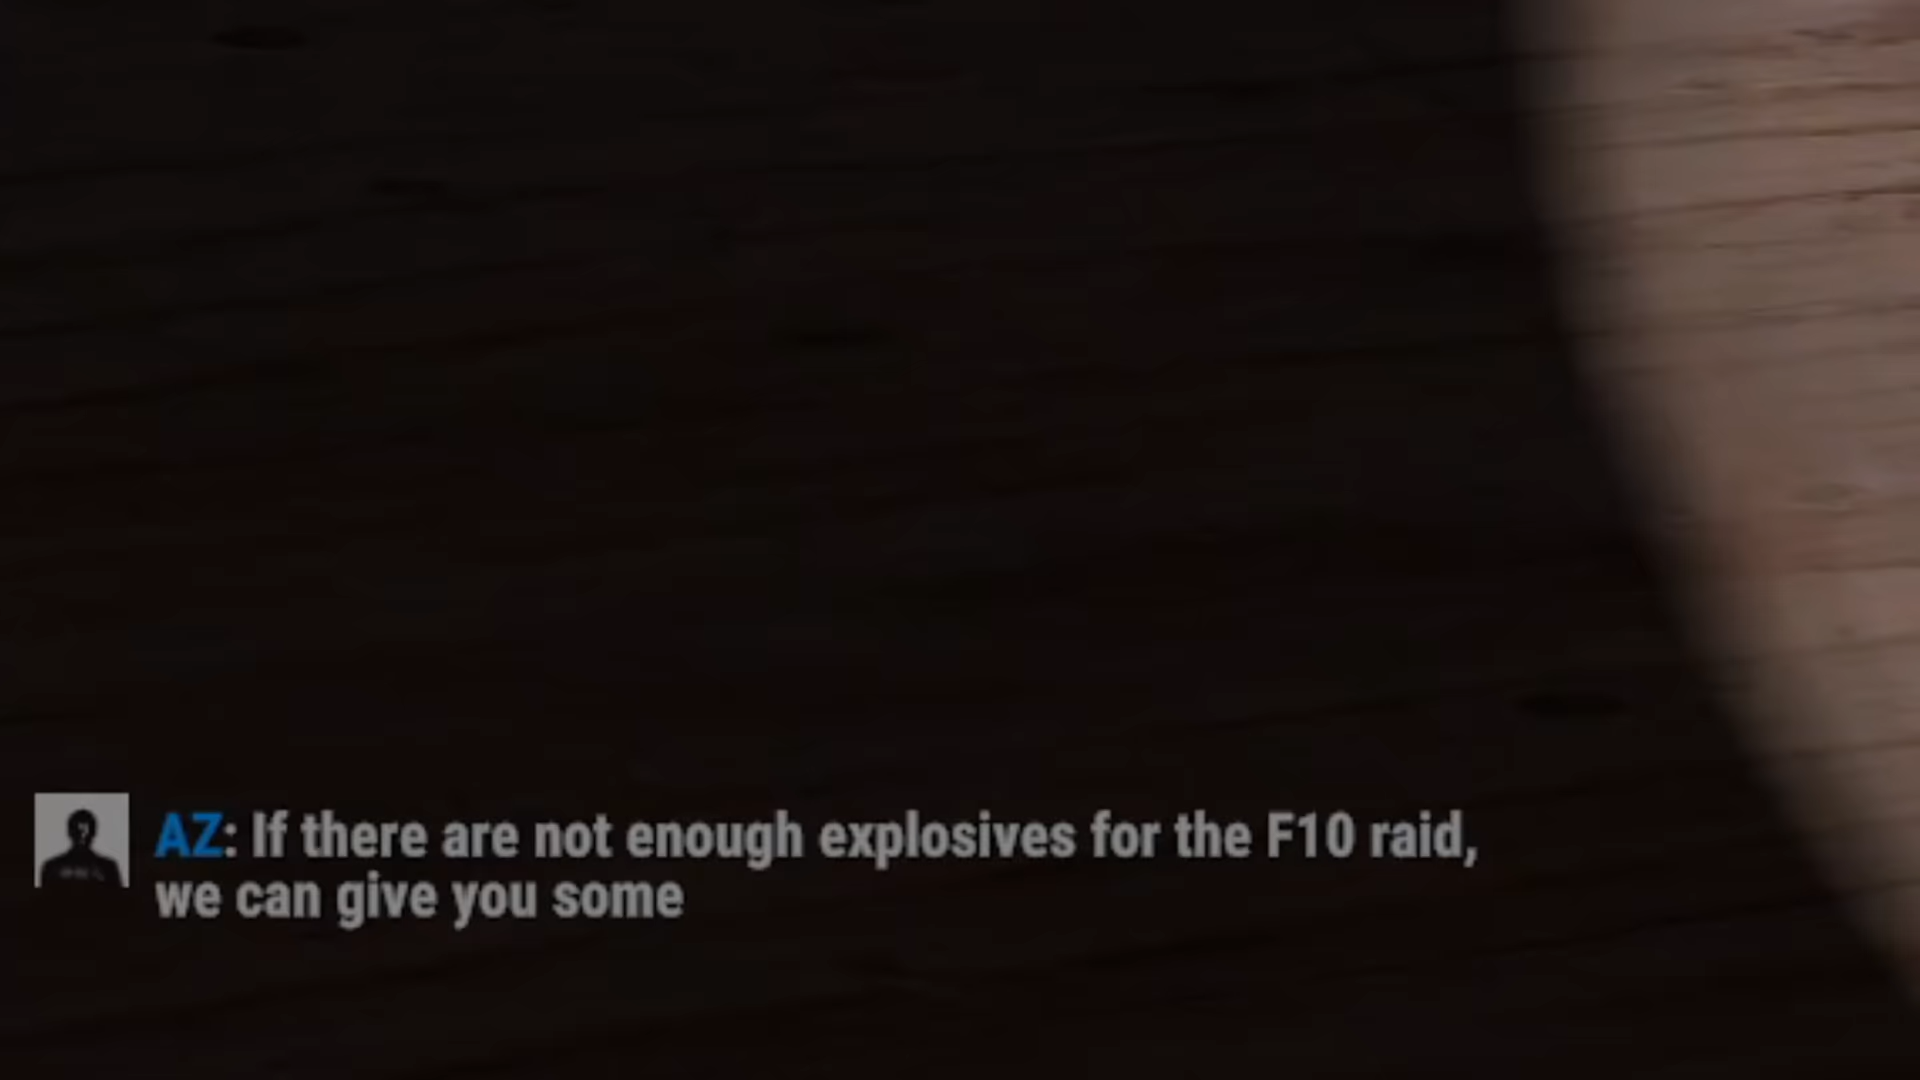 AZ: If there are not enough explosives for the F10 raid,
we can give you some